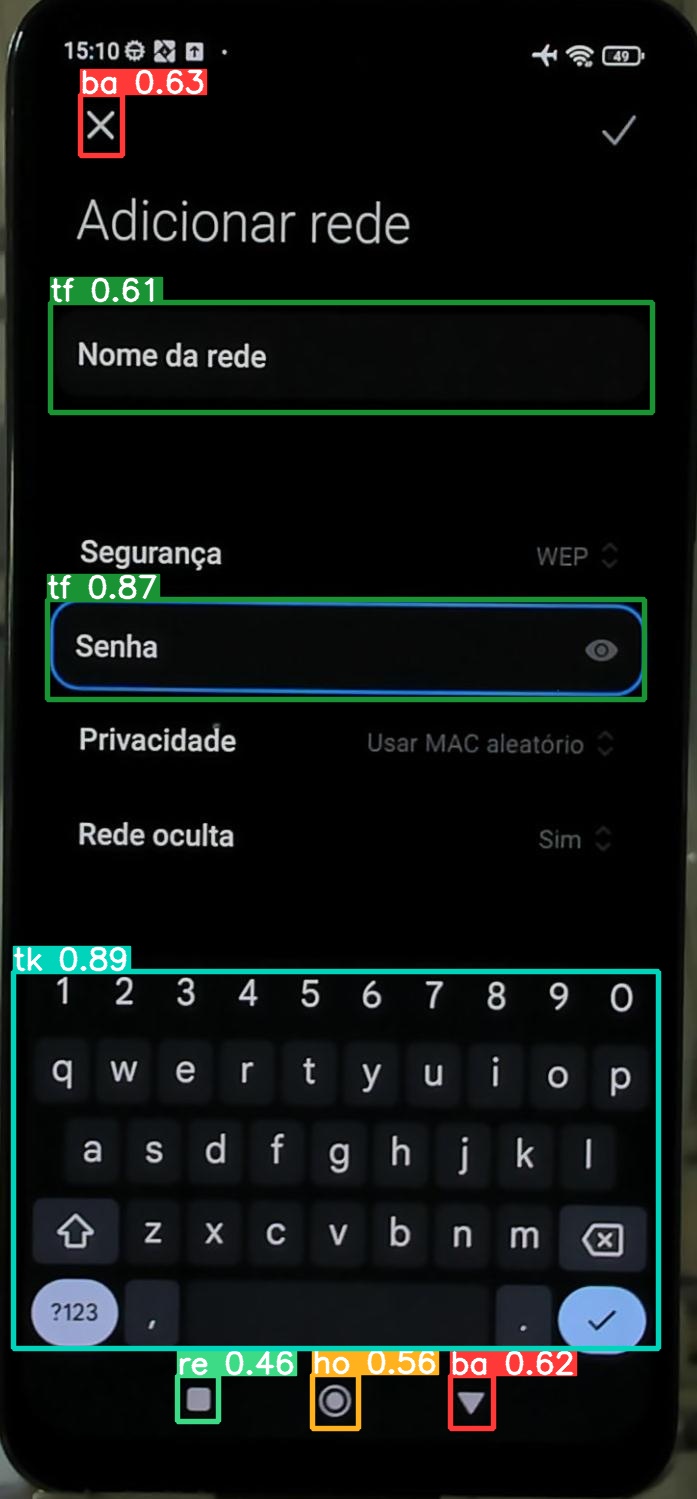 15:10
49
ba 0.63
Adicionar rede
tf 0.61
Nome da rede
Segurança WEP
tf 0.87
Senha
Privacidade Usar MAC aleatório
Rede oculta Sim
tk 0.89
1 2 3 4 5 6 7 8 9 0
q w e r t y u i o p
a s d f g h j k l
z x c v b n m
?123 , .
re 0.46 ho 0.56 ba 0.62